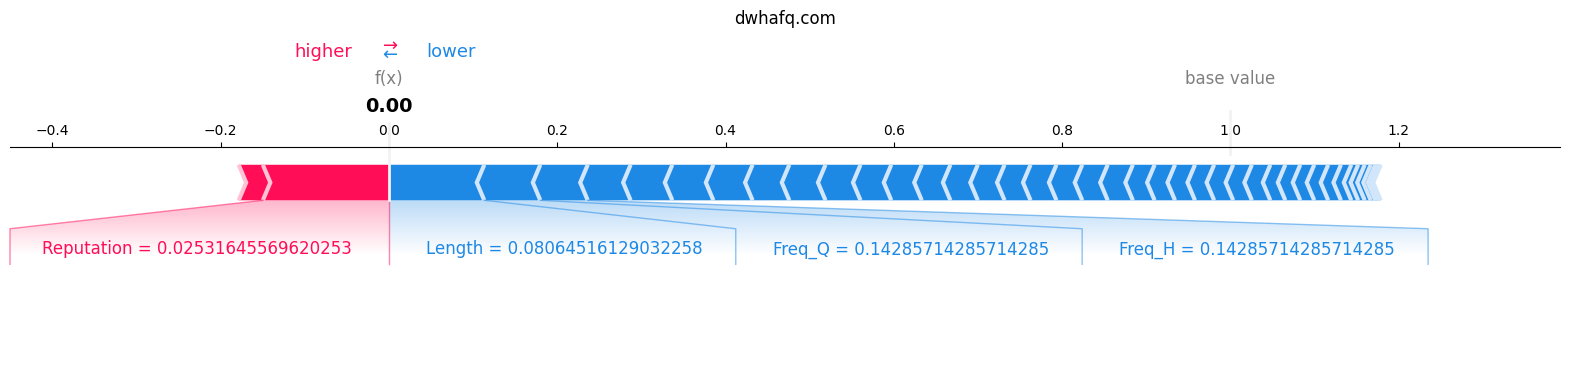 dwhafq.com
higher → ← lower
f(x) base value
0.00
−0.4 −0.2 0.0 0.2 0.4 0.6 0.8 1.0 1.2
Reputation = 0.02531645569620253 Length = 0.08064516129032258 Freq_Q = 0.14285714285714285 Freq_H = 0.14285714285714285